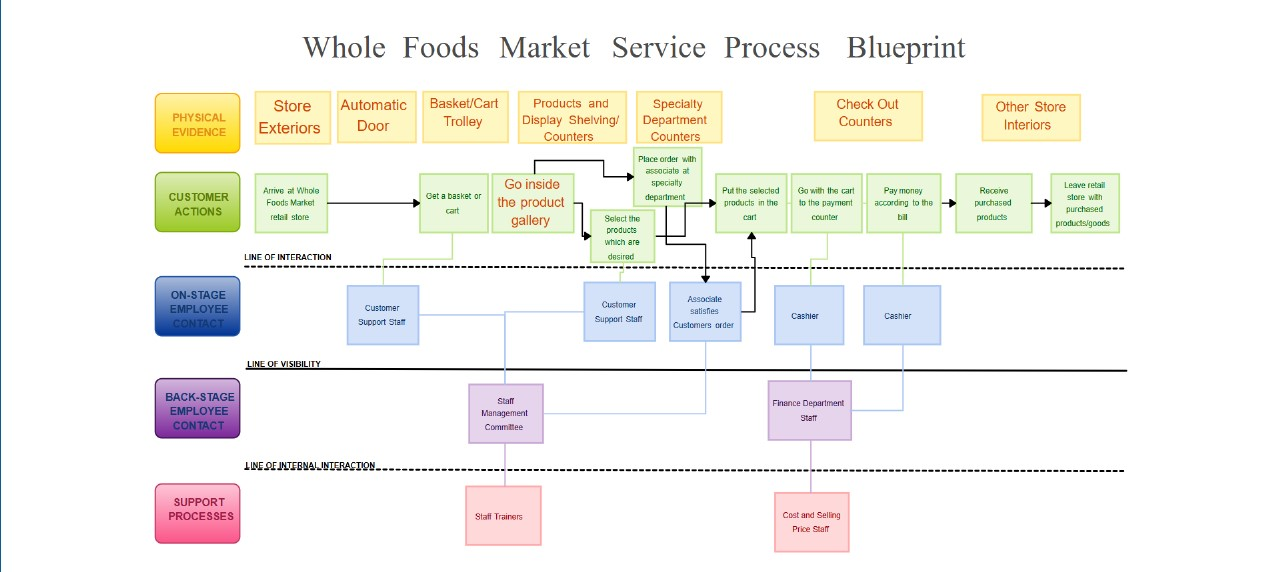 Whole Foods Market Service Process Blueprint
PHYSICAL
EVIDENCE
Store
Exteriors
Automatic
Door
Basket/Cart
Trolley
Products and
Display Shelving/
Counters
Specialty
Department
Counters
Check Out
Counters
Other Store
Interiors
CUSTOMER
ACTIONS
Arrive at Whole
Foods Market
retail store
Get a basket or
cart
Go inside
the product
gallery
Place order with
associate at
specialty
department
Select the
products
which are
desired
Put the selected
products in the
cart
Go with the cart
to the payment
counter
Pay money
according to the
bill
Receive
purchased
products
Leave retail
store with
purchased
products/goods
LINE OF INTERACTION
ON-STAGE
EMPLOYEE
CONTACT
Customer
Support Staff
Customer
Support Staff
Associate
satisfies
Customers order
Cashier
Cashier
LINE OF VISIBILITY
BACK-STAGE
EMPLOYEE
CONTACT
Staff
Management
Committee
Finance Department
Staff
LINE OF INTERNAL INTERACTION
SUPPORT
PROCESSES
Staff Trainers
Cost and Selling
Price Staff